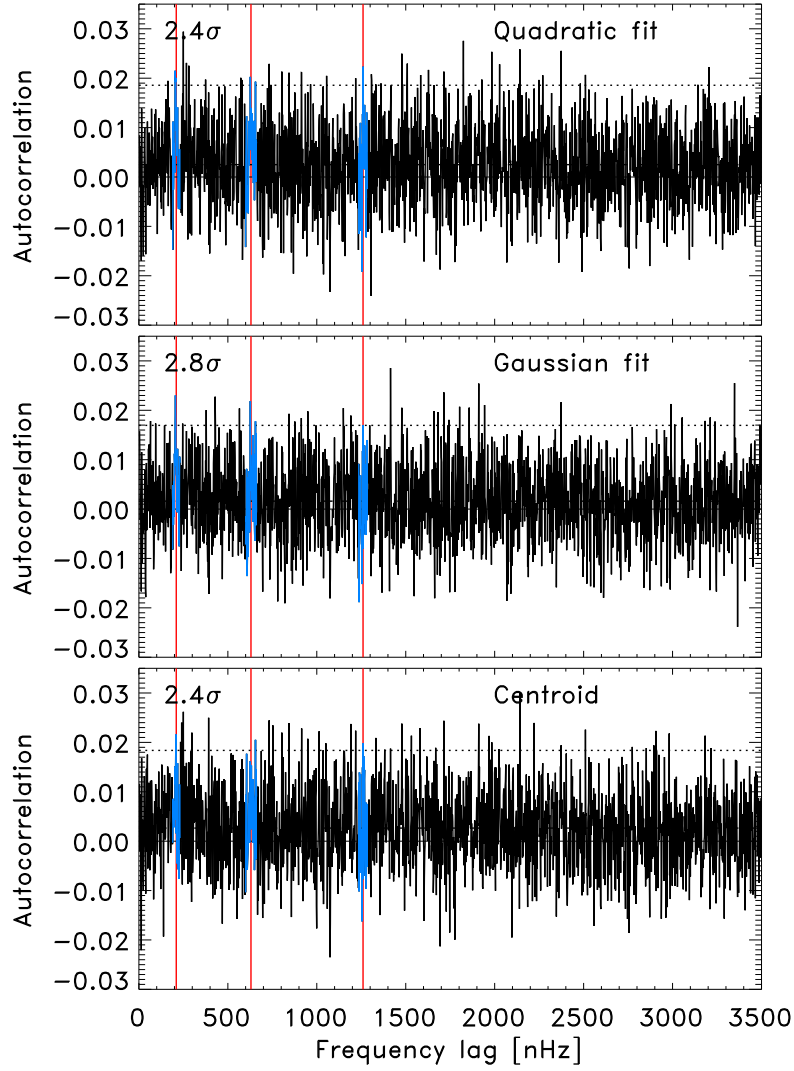 2.4σ Quadratic fit
0.03
0.02
0.01
0.00
−0.01
−0.02
−0.03
Autocorrelation
2.8σ Gaussian fit
0.03
0.02
0.01
0.00
−0.01
−0.02
−0.03
Autocorrelation
2.4σ Centroid
0.03
0.02
0.01
0.00
−0.01
−0.02
−0.03
Autocorrelation
0 500 1000 1500 2000 2500 3000 3500
Frequency lag [nHz]